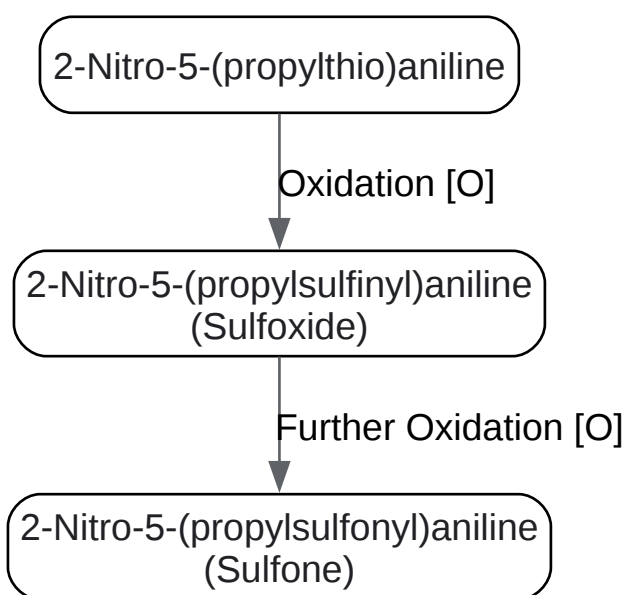 2-Nitro-5-(propylthio)aniline
Oxidation [O]
2-Nitro-5-(propylsulfinyl)aniline
(Sulfoxide)
Further Oxidation [O]
2-Nitro-5-(propylsulfonyl)aniline
(Sulfone)